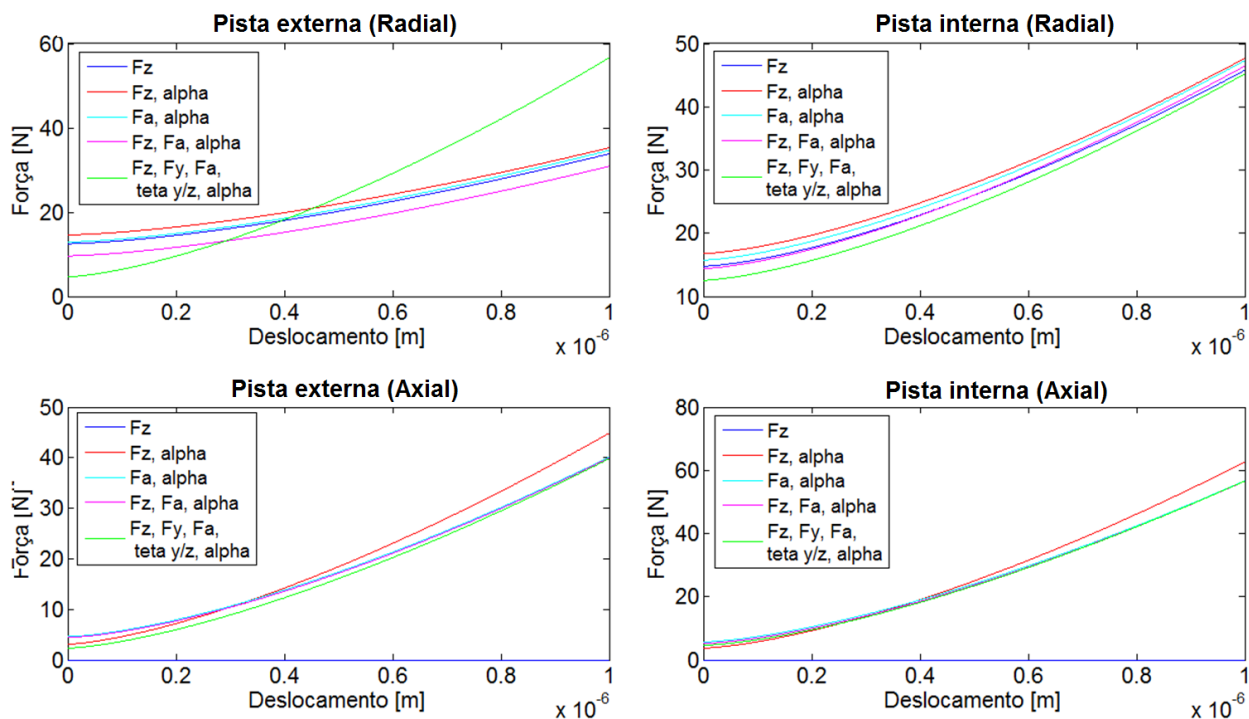 Pista externa (Radial)
60
40
20
0
Força [N]
Fz
Fz, alpha
Fa, alpha
Fz, Fa, alpha
Fz, Fy, Fa,
teta y/z, alpha
0 0.2 0.4 0.6 0.8 1
Deslocamento [m]
x 10-6
Pista interna (Radial)
50
40
30
20
10
Força [N]
Fz
Fz, alpha
Fa, alpha
Fz, Fa, alpha
Fz, Fy, Fa,
teta y/z, alpha
0 0.2 0.4 0.6 0.8 1
Deslocamento [m]
x 10-6
Pista externa (Axial)
50
40
30
20
10
0
Força [N]
Fz
Fz, alpha
Fa, alpha
Fz, Fa, alpha
Fz, Fy, Fa,
teta y/z, alpha
0 0.2 0.4 0.6 0.8 1
Deslocamento [m]
x 10-6
Pista interna (Axial)
80
60
40
20
0
Força [N]
Fz
Fz, alpha
Fa, alpha
Fz, Fa, alpha
Fz, Fy, Fa,
teta y/z, alpha
0 0.2 0.4 0.6 0.8 1
Deslocamento [m]
x 10-6